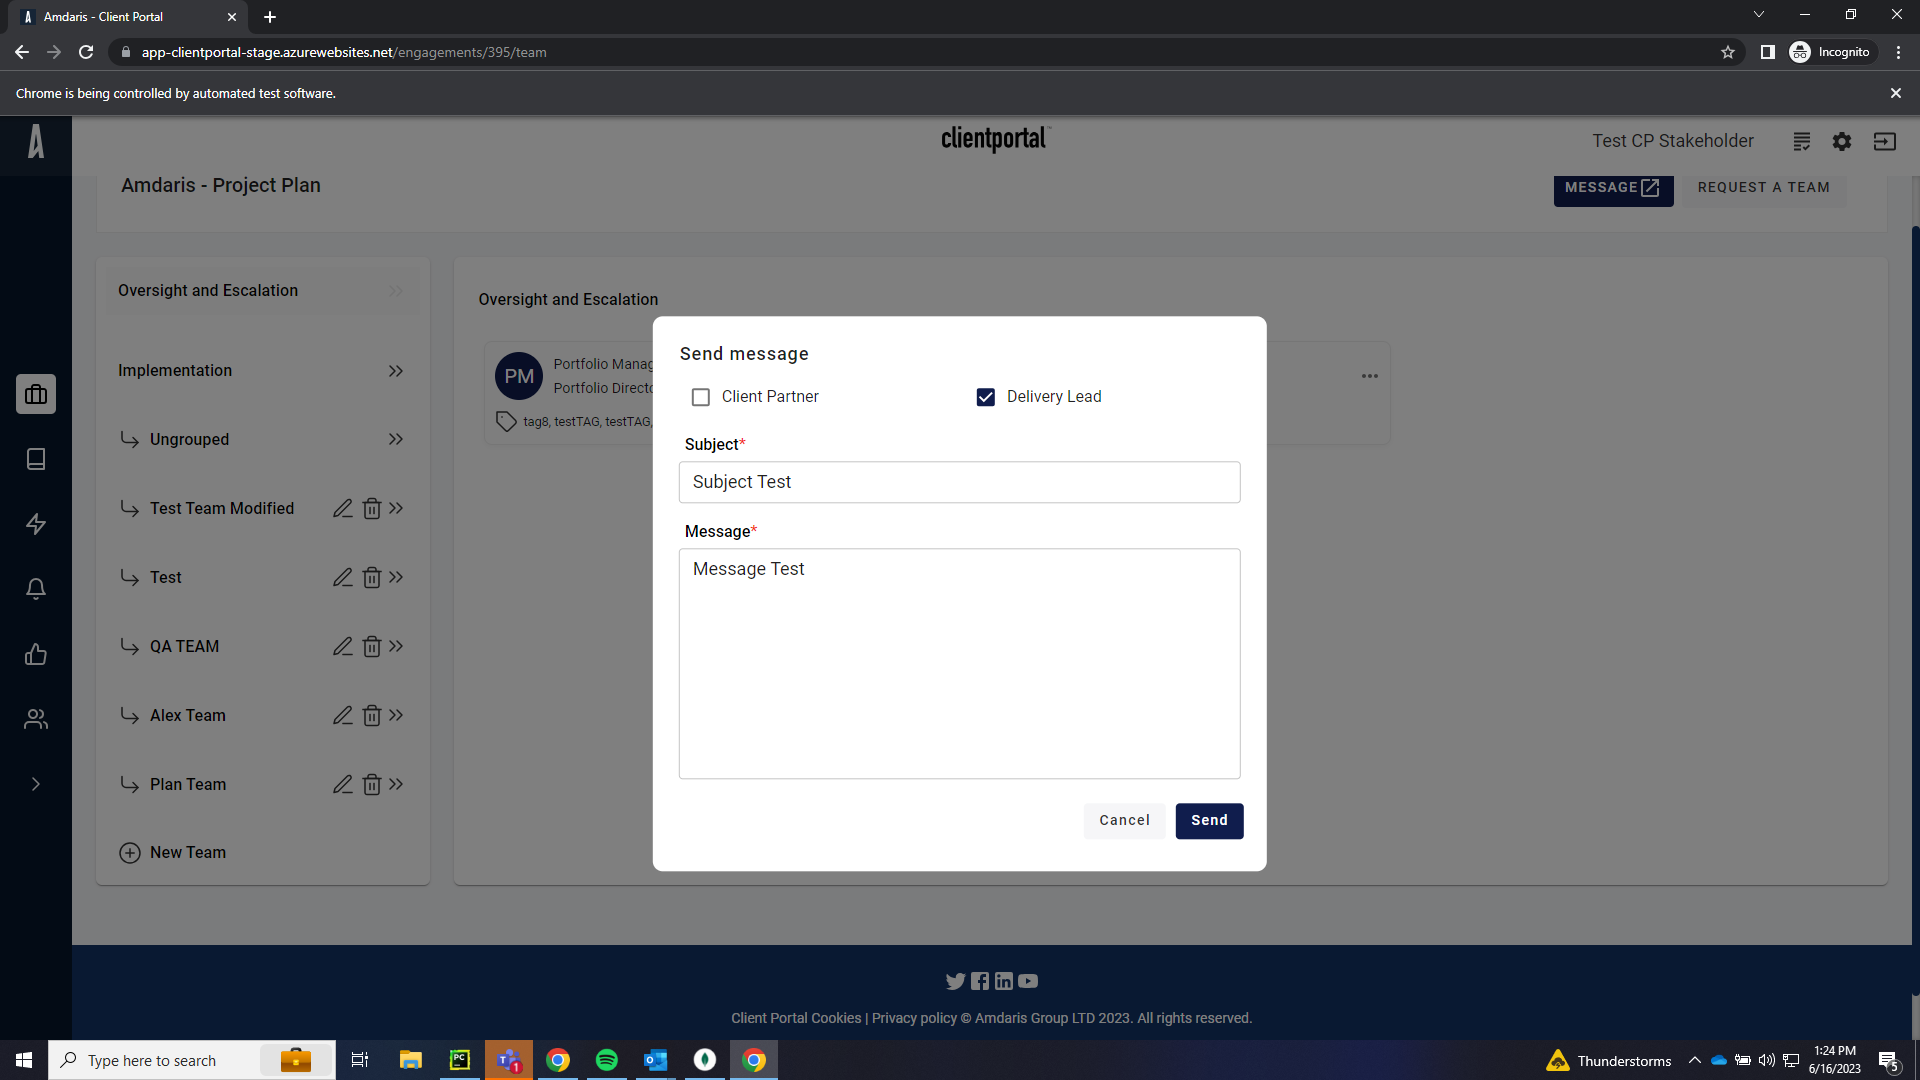 Amdaris - Client Portal
app-clientportal-stage.azurewebsites.net/engagements/395/team
Incognito
Chrome is being controlled by automated test software.
clientportal
Test CP Stakeholder
Amdaris - Project Plan
MESSAGE
REQUEST A TEAM
Oversight and Escalation
Implementation
Ungrouped
Test Team Modified
Test
QA TEAM
Alex Team
Plan Team
New Team
Oversight and Escalation
PM
Portfolio Manag
Portfolio Directo
tag8, testTAG, testTAG,
Send message
Client Partner
Delivery Lead
Subject*
Subject Test
Message*
Message Test
Cancel
Send
Client Portal Cookies | Privacy policy © Amdaris Group LTD 2023. All rights reserved.
Type here to search
PC
T
1
O
Thunderstorms
1:24 PM
6/16/2023
5